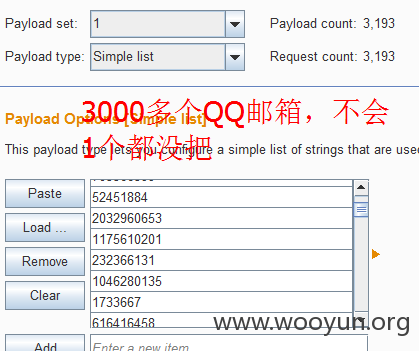 Payload set: 1 Payload count: 3,193
Payload type: Simple list Request count: 3,193
3000多个QQ邮箱，不会
Payload Options [Simple list]
1个都没把
This payload type lets you configure a simple list of strings that are used
Paste
52451884
Load ...
2032960653
1175610201
Remove
232366131
1046280135
Clear
1733667
616416458
www.wooyun.org
Add Enter a new item